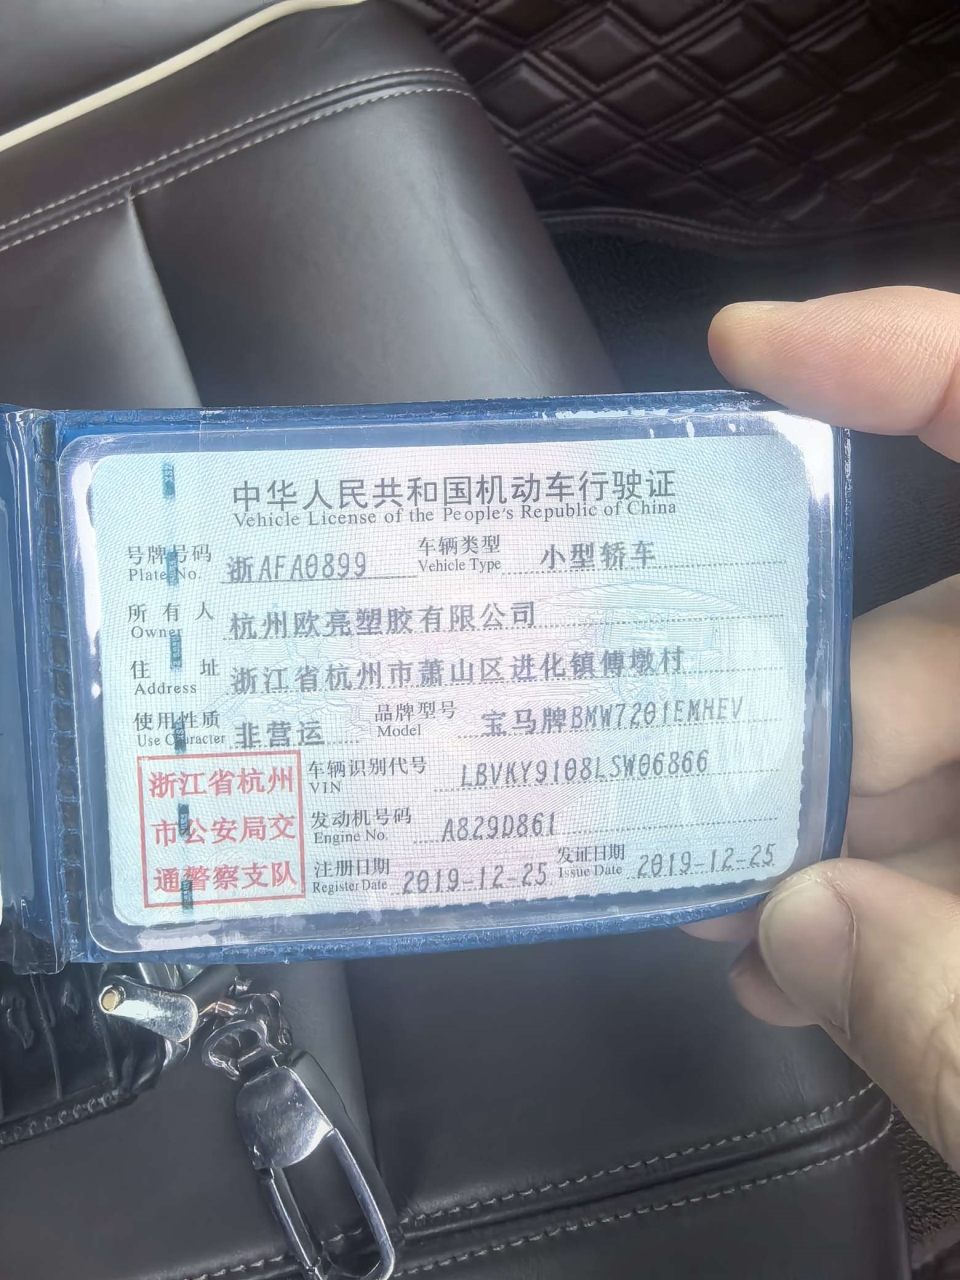 中华人民共和国机动车行驶证
Vehicle License of the People's Republic of China
号牌号码 浙AFA0899 车辆类型 小型轿车
Plate No. Vehicle Type
所有人 杭州欧亮塑胶有限公司
Owner
住址 浙江省杭州市萧山区进化镇傅墩村
Address
使用性质 非营运 品牌型号 宝马牌BMW7201EMHEV
Use Character Model
浙江省杭州
市公安局交
通警察支队
车辆识别代号 LBVKY9108LSW06866
VIN
发动机号码 A829D861
Engine No.
注册日期 2019-12-25 发证日期 2019-12-25
Register Date Issue Date